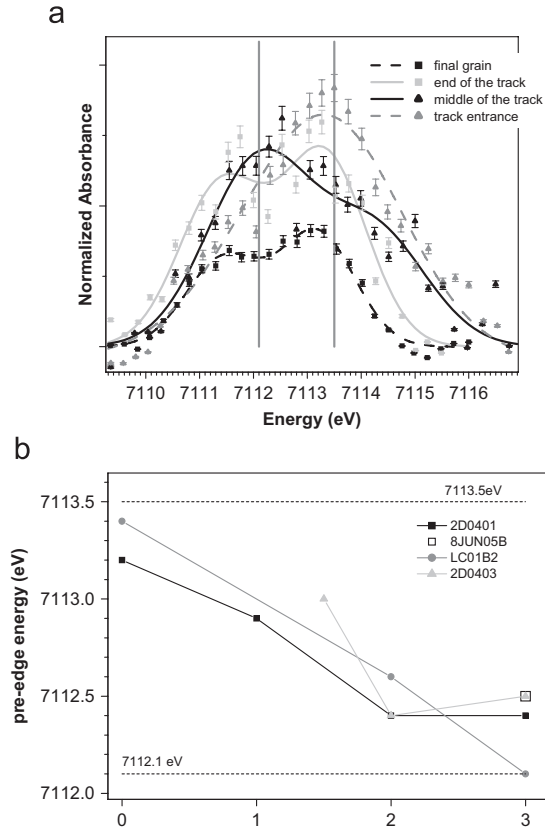 a
Normalized Absorbance
final grain
end of the track
middle of the track
track entrance
7110 7111 7112 7113 7114 7115 7116
Energy (eV)
b
pre-edge energy (eV)
7113.5
7113.0
7112.5
7112.0
7113.5eV
2D0401
8JUN05B
LC01B2
2D0403
7112.1 eV
0 1 2 3